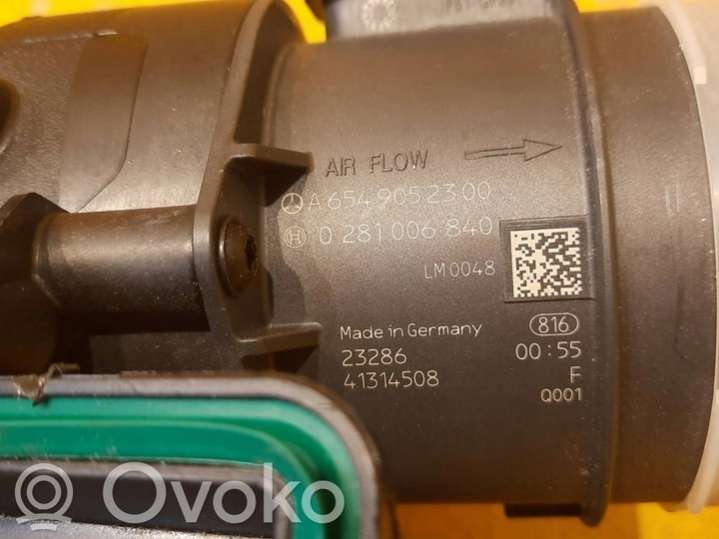 AIR FLOW
A 654 905 23 00
0 281 006 840
LM0048
Made in Germany
816
23286
00:55
41314508
F
Q001
Ovoko